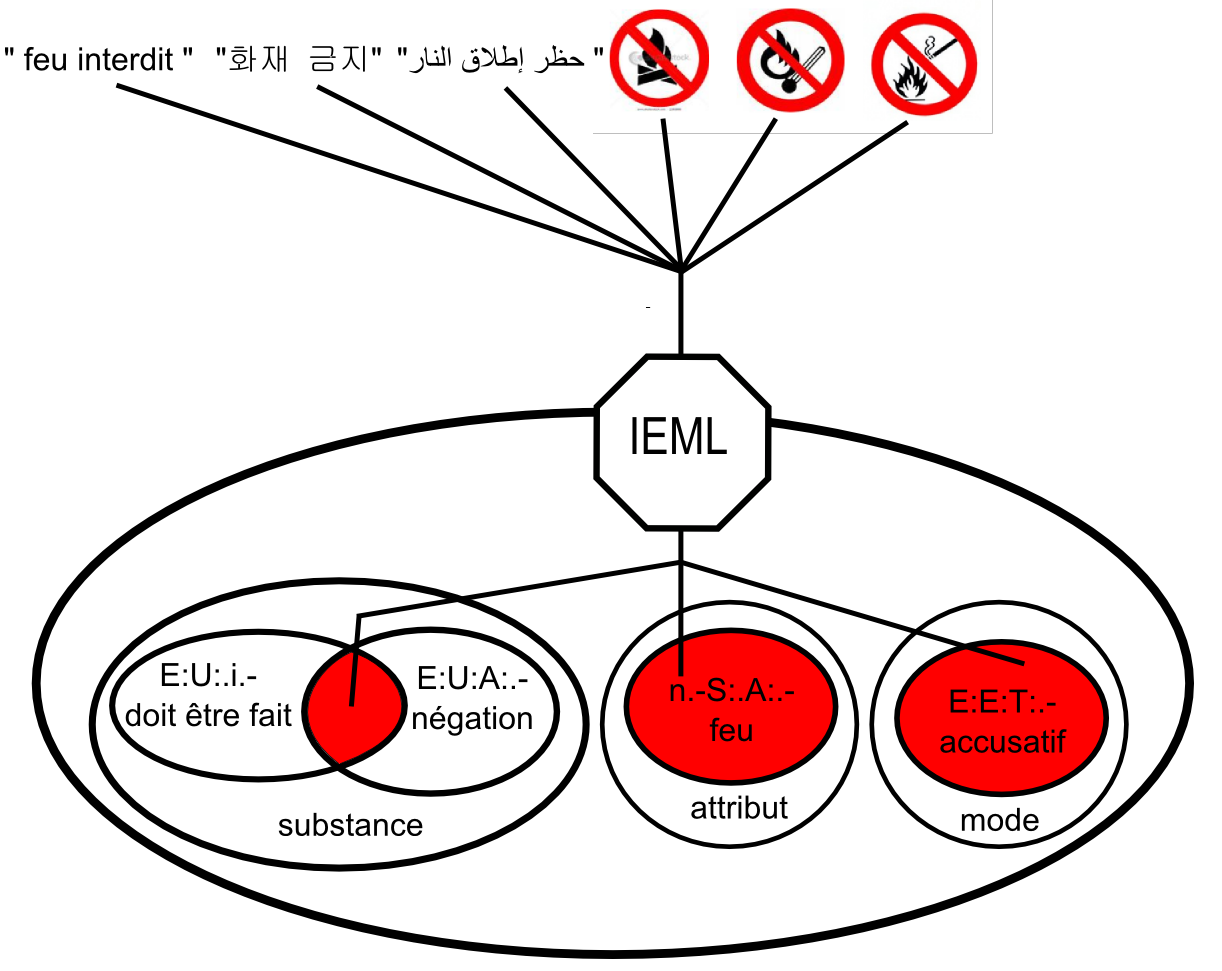 " feu interdit " "화재 금지" "حظر إطلاق النار "
IEML
E:U:.i.-
doit être fait
E:U:A:.-
négation
substance
n.-S:.A:.-
feu
attribut
E:E:T:.-
accusatif
mode